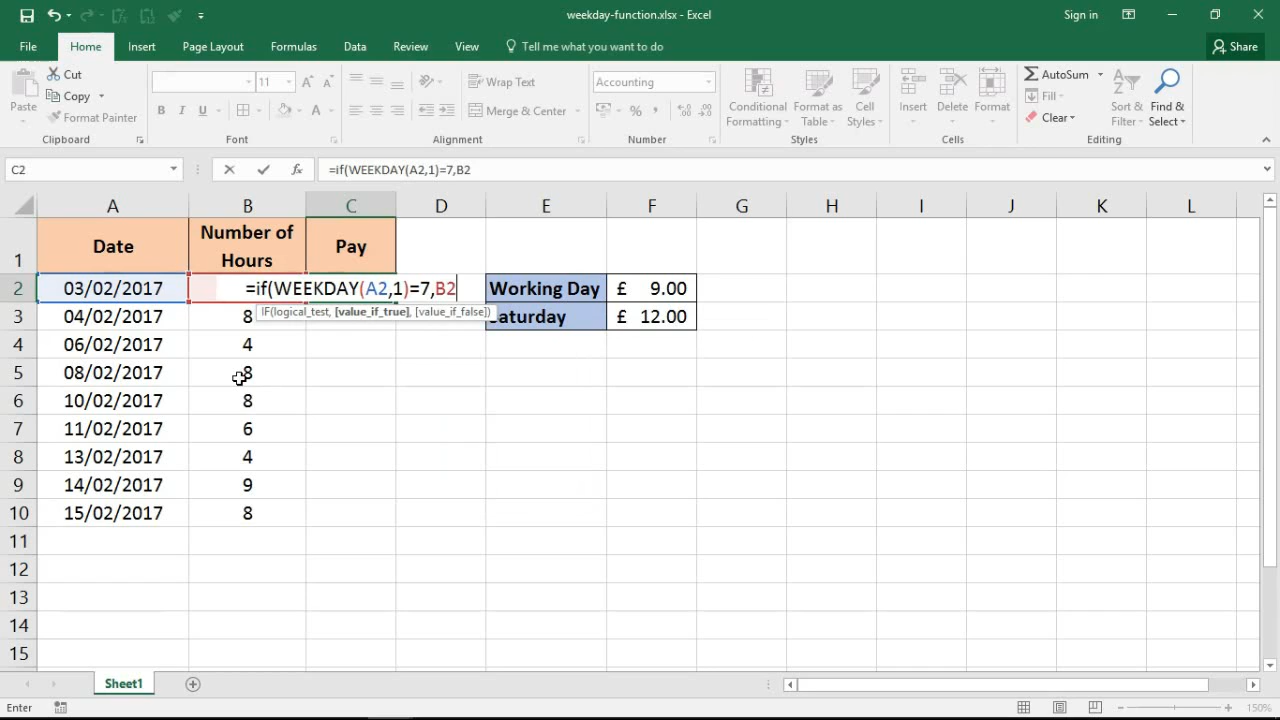 weekday-function.xlsx - Excel
Sign in
File Home Insert Page Layout Formulas Data Review View Tell me what you want to do Share
Paste
Cut
Copy
Format Painter
Clipboard
11
B I U
Font
Wrap Text
Merge & Center
Alignment
Accounting
%
Number
Conditional Formatting
Format as Table
Cell Styles
Styles
Insert Delete Format
Cells
AutoSum
Fill
Clear
Sort & Filter
Find & Select
Editing
C2
fx
=if(WEEKDAY(A2,1)=7,B2
A B C D E F G H I J K L
1 Date Number of Hours Pay
2 03/02/2017 =if(WEEKDAY(A2,1)=7,B2 Working Day £ 9.00
IF(logical_test, [value_if_true], [value_if_false])
3 04/02/2017 8 aturday £ 12.00
4 06/02/2017 4
5 08/02/2017 8
6 10/02/2017 8
7 11/02/2017 6
8 13/02/2017 4
9 14/02/2017 9
10 15/02/2017 8
11
12
13
14
15
Sheet1
Enter
150%